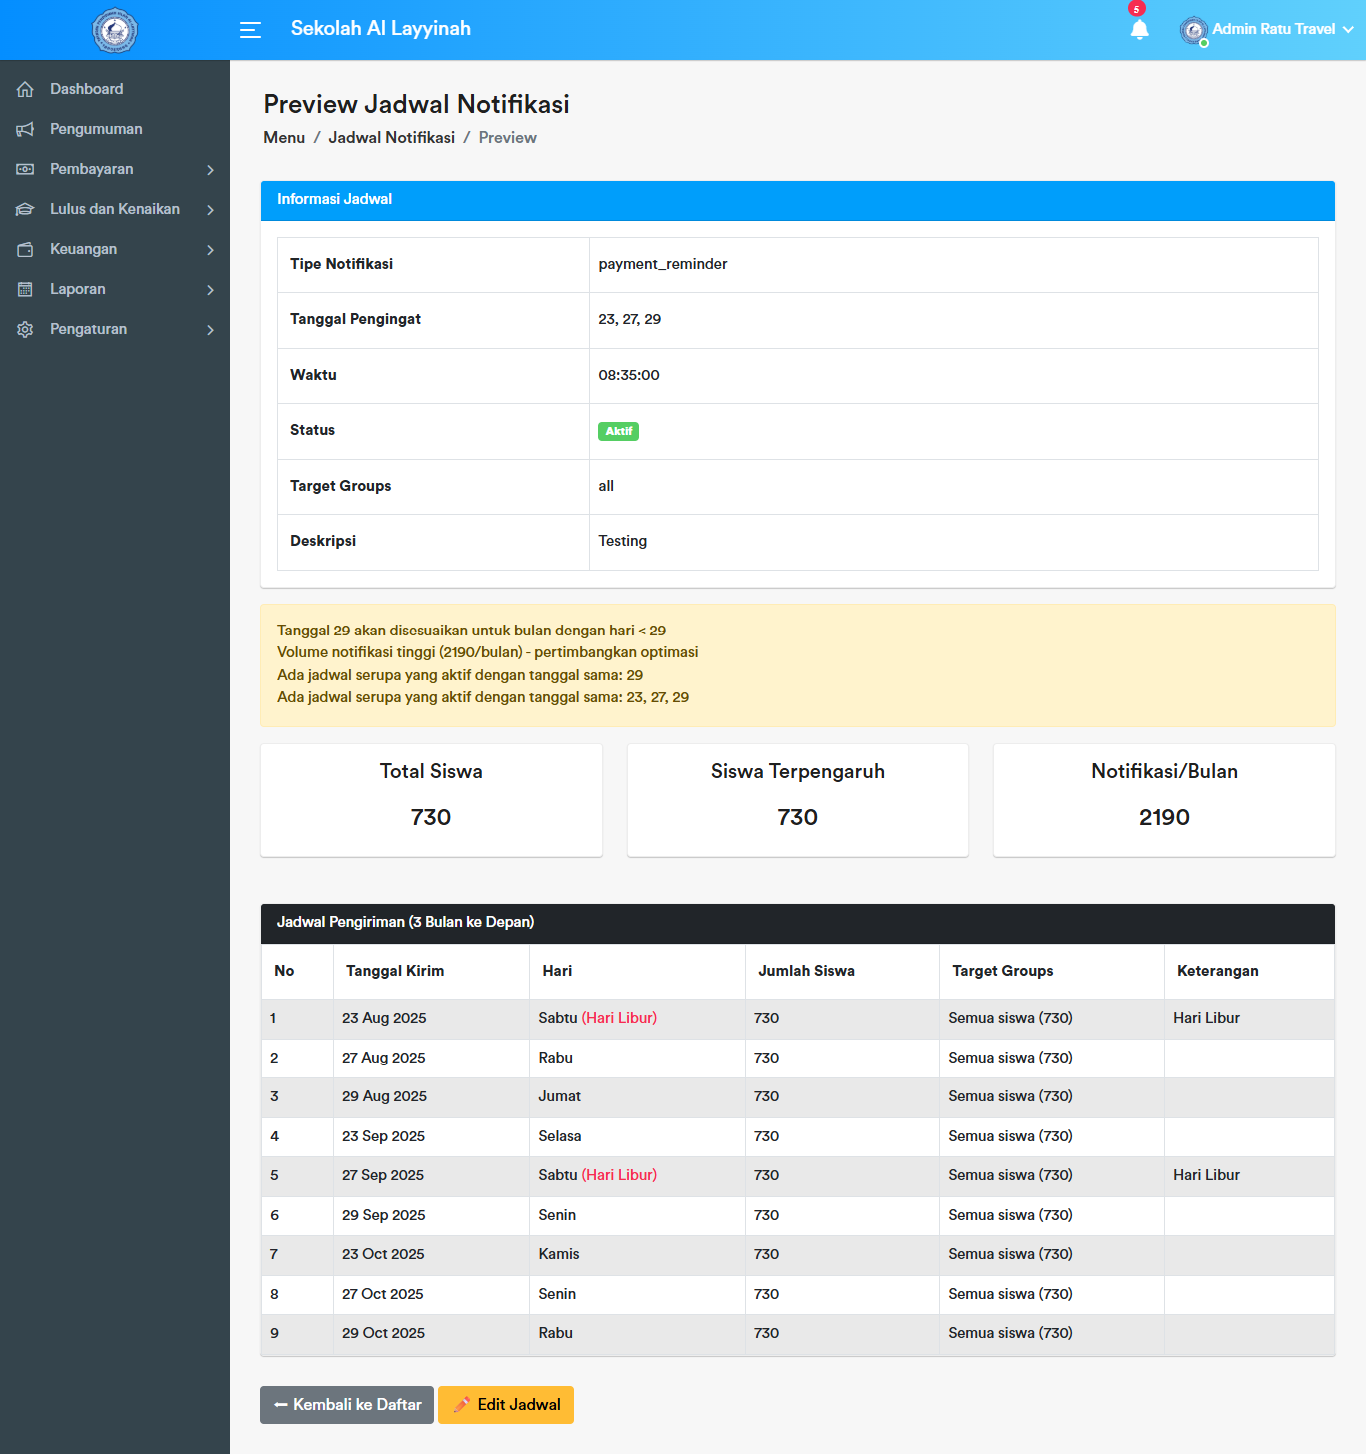 Sekolah Al Layyinah
5
Admin Ratu Travel
Dashboard
Pengumuman
Pembayaran
Lulus dan Kenaikan
Keuangan
Laporan
Pengaturan
Preview Jadwal Notifikasi
Menu / Jadwal Notifikasi / Preview
Informasi Jadwal
Tipe Notifikasi payment_reminder
Tanggal Pengingat 23, 27, 29
Waktu 08:35:00
Status Aktif
Target Groups all
Deskripsi Testing
Tanggal 29 akan disesuaikan untuk bulan dengan hari < 29
Volume notifikasi tinggi (2190/bulan) - pertimbangkan optimasi
Ada jadwal serupa yang aktif dengan tanggal sama: 29
Ada jadwal serupa yang aktif dengan tanggal sama: 23, 27, 29
Total Siswa
730
Siswa Terpengaruh
730
Notifikasi/Bulan
2190
Jadwal Pengiriman (3 Bulan ke Depan)
No Tanggal Kirim Hari Jumlah Siswa Target Groups Keterangan
1 23 Aug 2025 Sabtu (Hari Libur) 730 Semua siswa (730) Hari Libur
2 27 Aug 2025 Rabu 730 Semua siswa (730)
3 29 Aug 2025 Jumat 730 Semua siswa (730)
4 23 Sep 2025 Selasa 730 Semua siswa (730)
5 27 Sep 2025 Sabtu (Hari Libur) 730 Semua siswa (730) Hari Libur
6 29 Sep 2025 Senin 730 Semua siswa (730)
7 23 Oct 2025 Kamis 730 Semua siswa (730)
8 27 Oct 2025 Senin 730 Semua siswa (730)
9 29 Oct 2025 Rabu 730 Semua siswa (730)
Kembali ke Daftar
Edit Jadwal